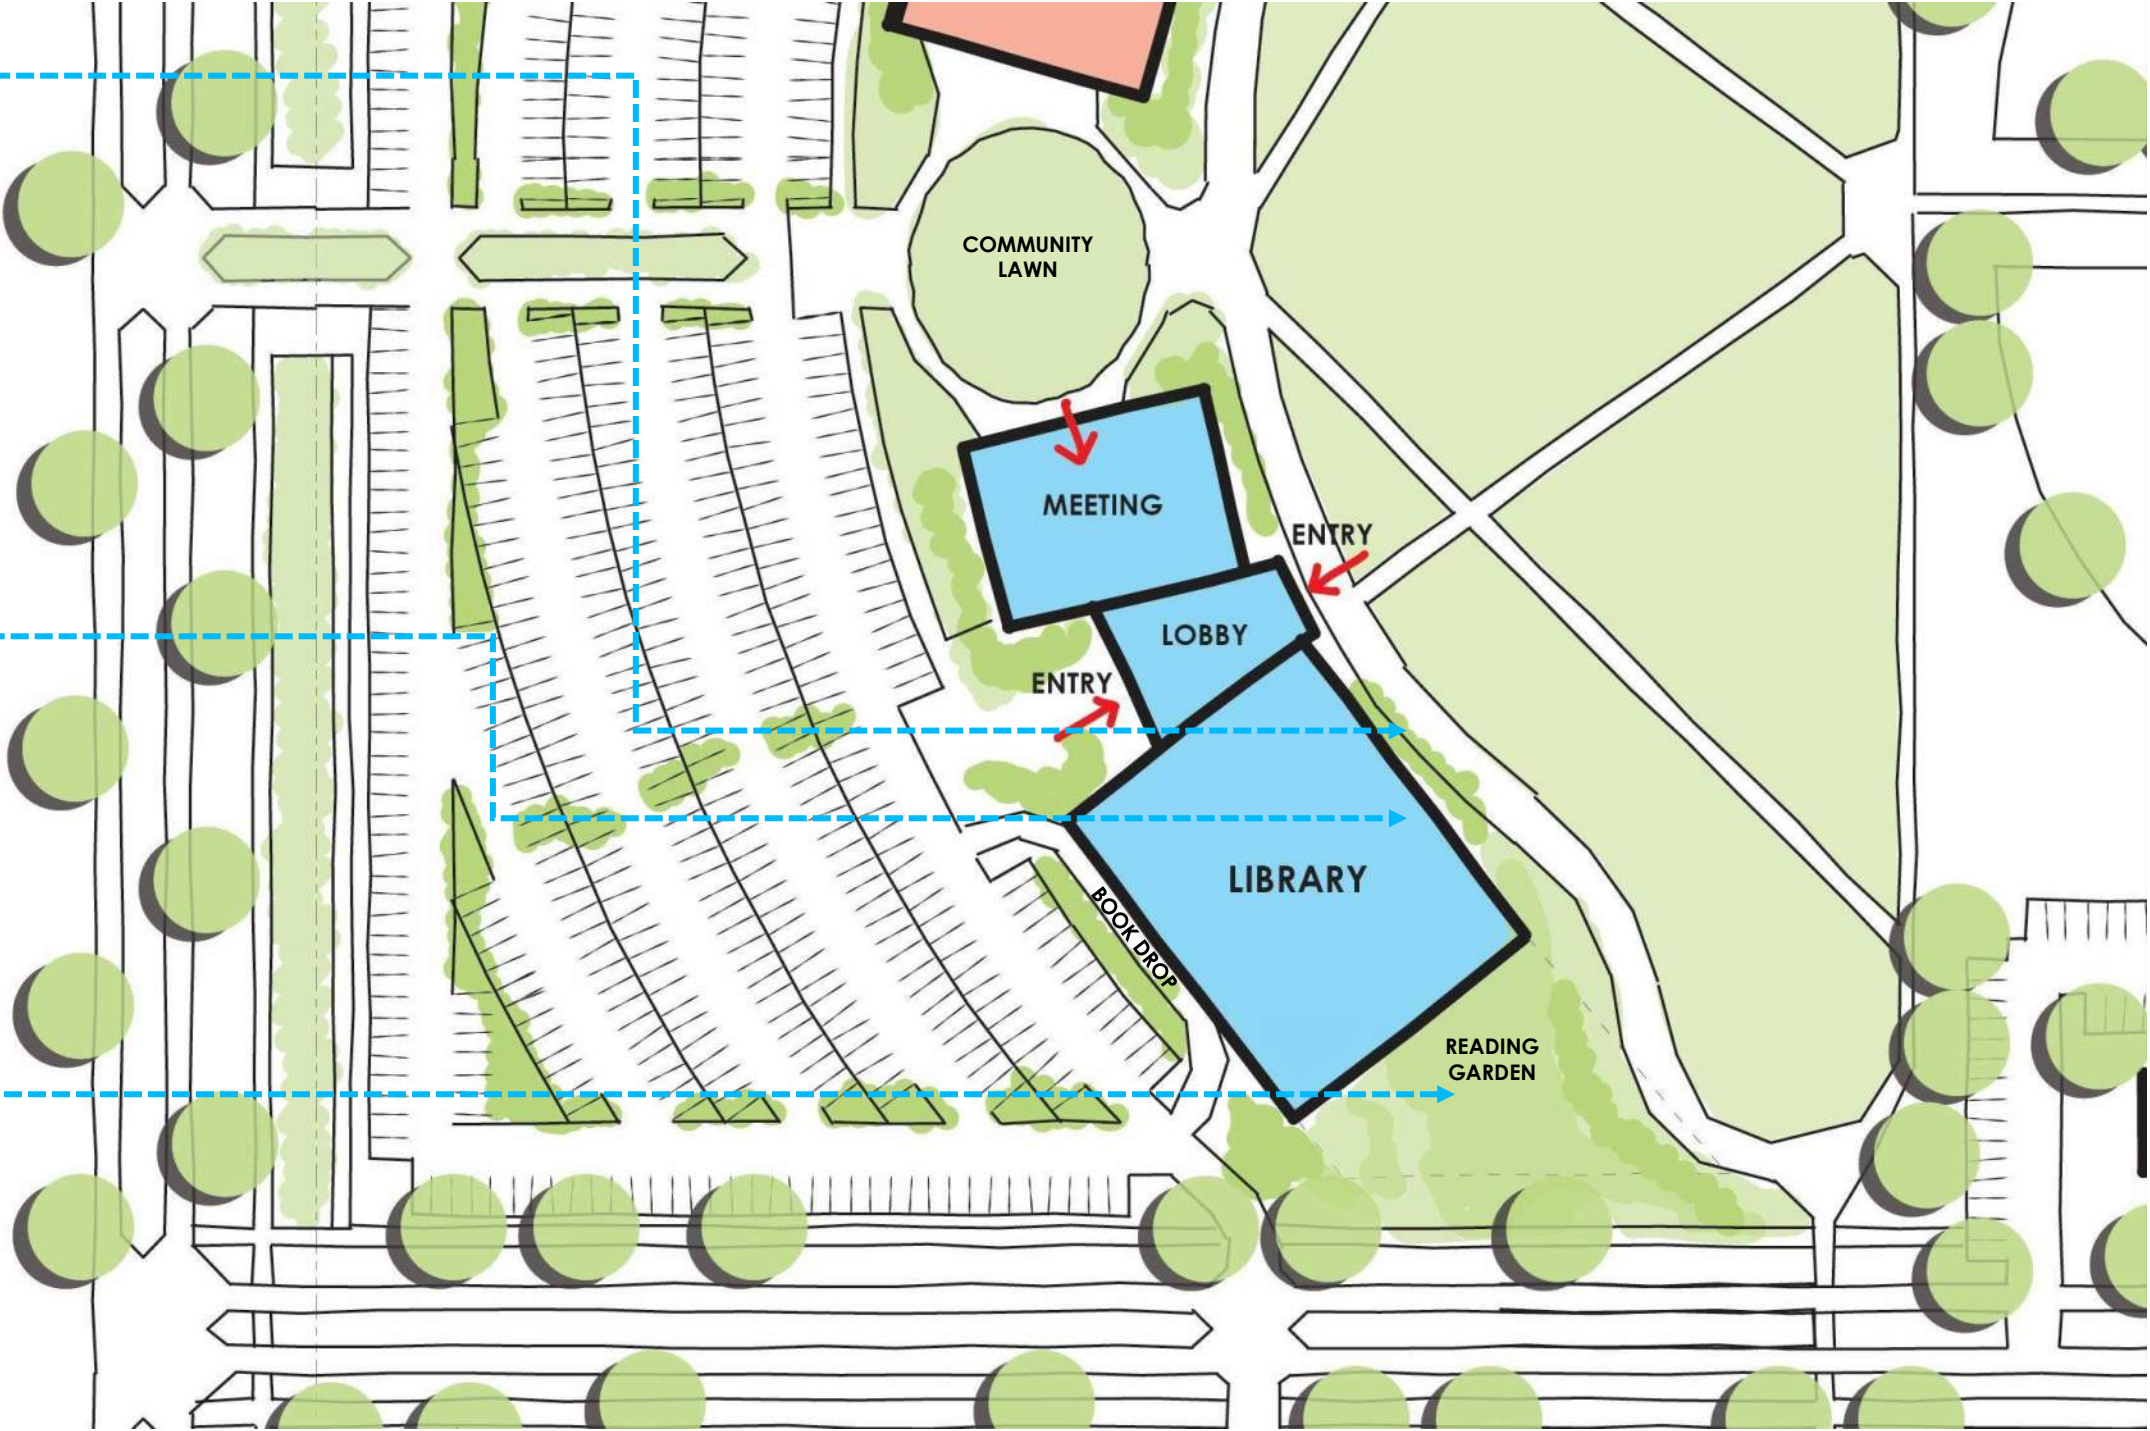 COMMUNITY
LAWN
MEETING
ENTRY
LOBBY
ENTRY
LIBRARY
BOOK DROP
READING
GARDEN